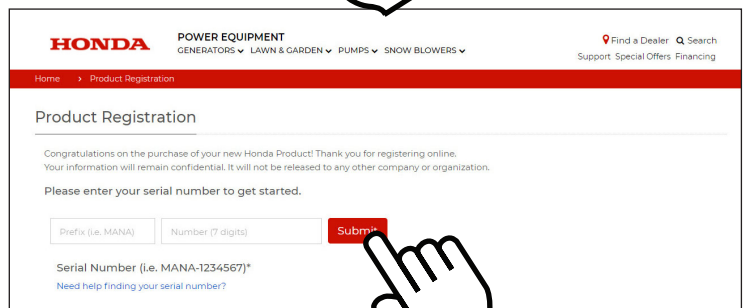 HONDA
POWER EQUIPMENT
GENERATORS LAWN & GARDEN PUMPS SNOW BLOWERS
Find a Dealer Search
Support Special Offers Financing
Home > Product Registration
Product Registration
Congratulations on the purchase of your new Honda Product! Thank you for registering online.
Your information will remain confidential. It will not be released to any other company or organization.
Please enter your serial number to get started.
Prefix (i.e. MANA) Number (7 digits) Submit
Serial Number (i.e. MANA-1234567)*
Need help finding your serial number?